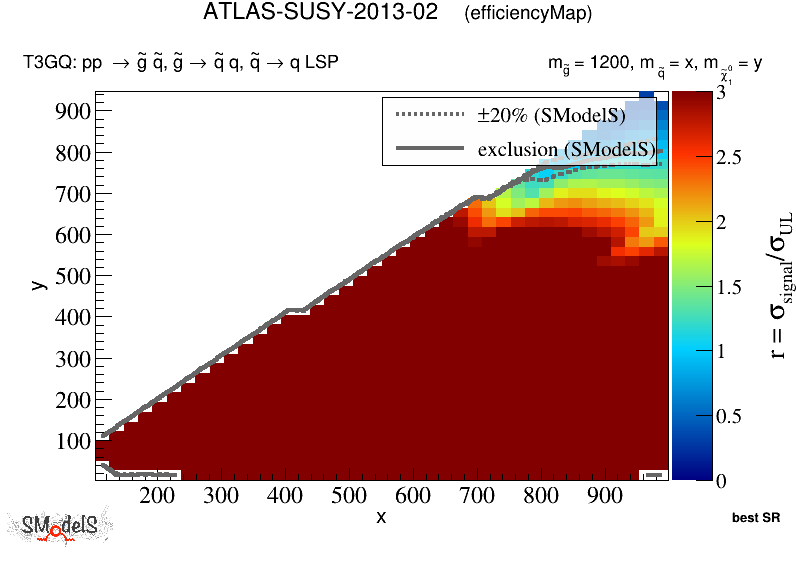 ATLAS-SUSY-2013-02 (efficiencyMap)
T3GQ: pp → g̃ q̃, g̃ → q̃ q, q̃ → q LSP
m_g̃ = 1200, m_q̃ = x, m_χ̃₁⁰ = y
±20% (SModelS)
exclusion (SModelS)
900
800
700
600
500
400
300
200
100
y
200 300 400 500 600 700 800 900
x
3
2.5
2
1.5
1
0.5
0
r = σ_signal/σ_UL
SModelS
best SR